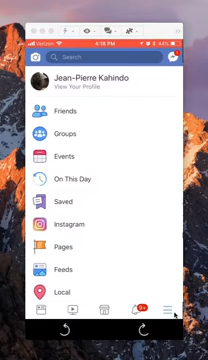 Verizon 4:18 PM 44%
Search
1
Jean-Pierre Kahindo
View Your Profile
Friends
Groups
Events
On This Day
Saved
Instagram
Pages
Feeds
Local
9+